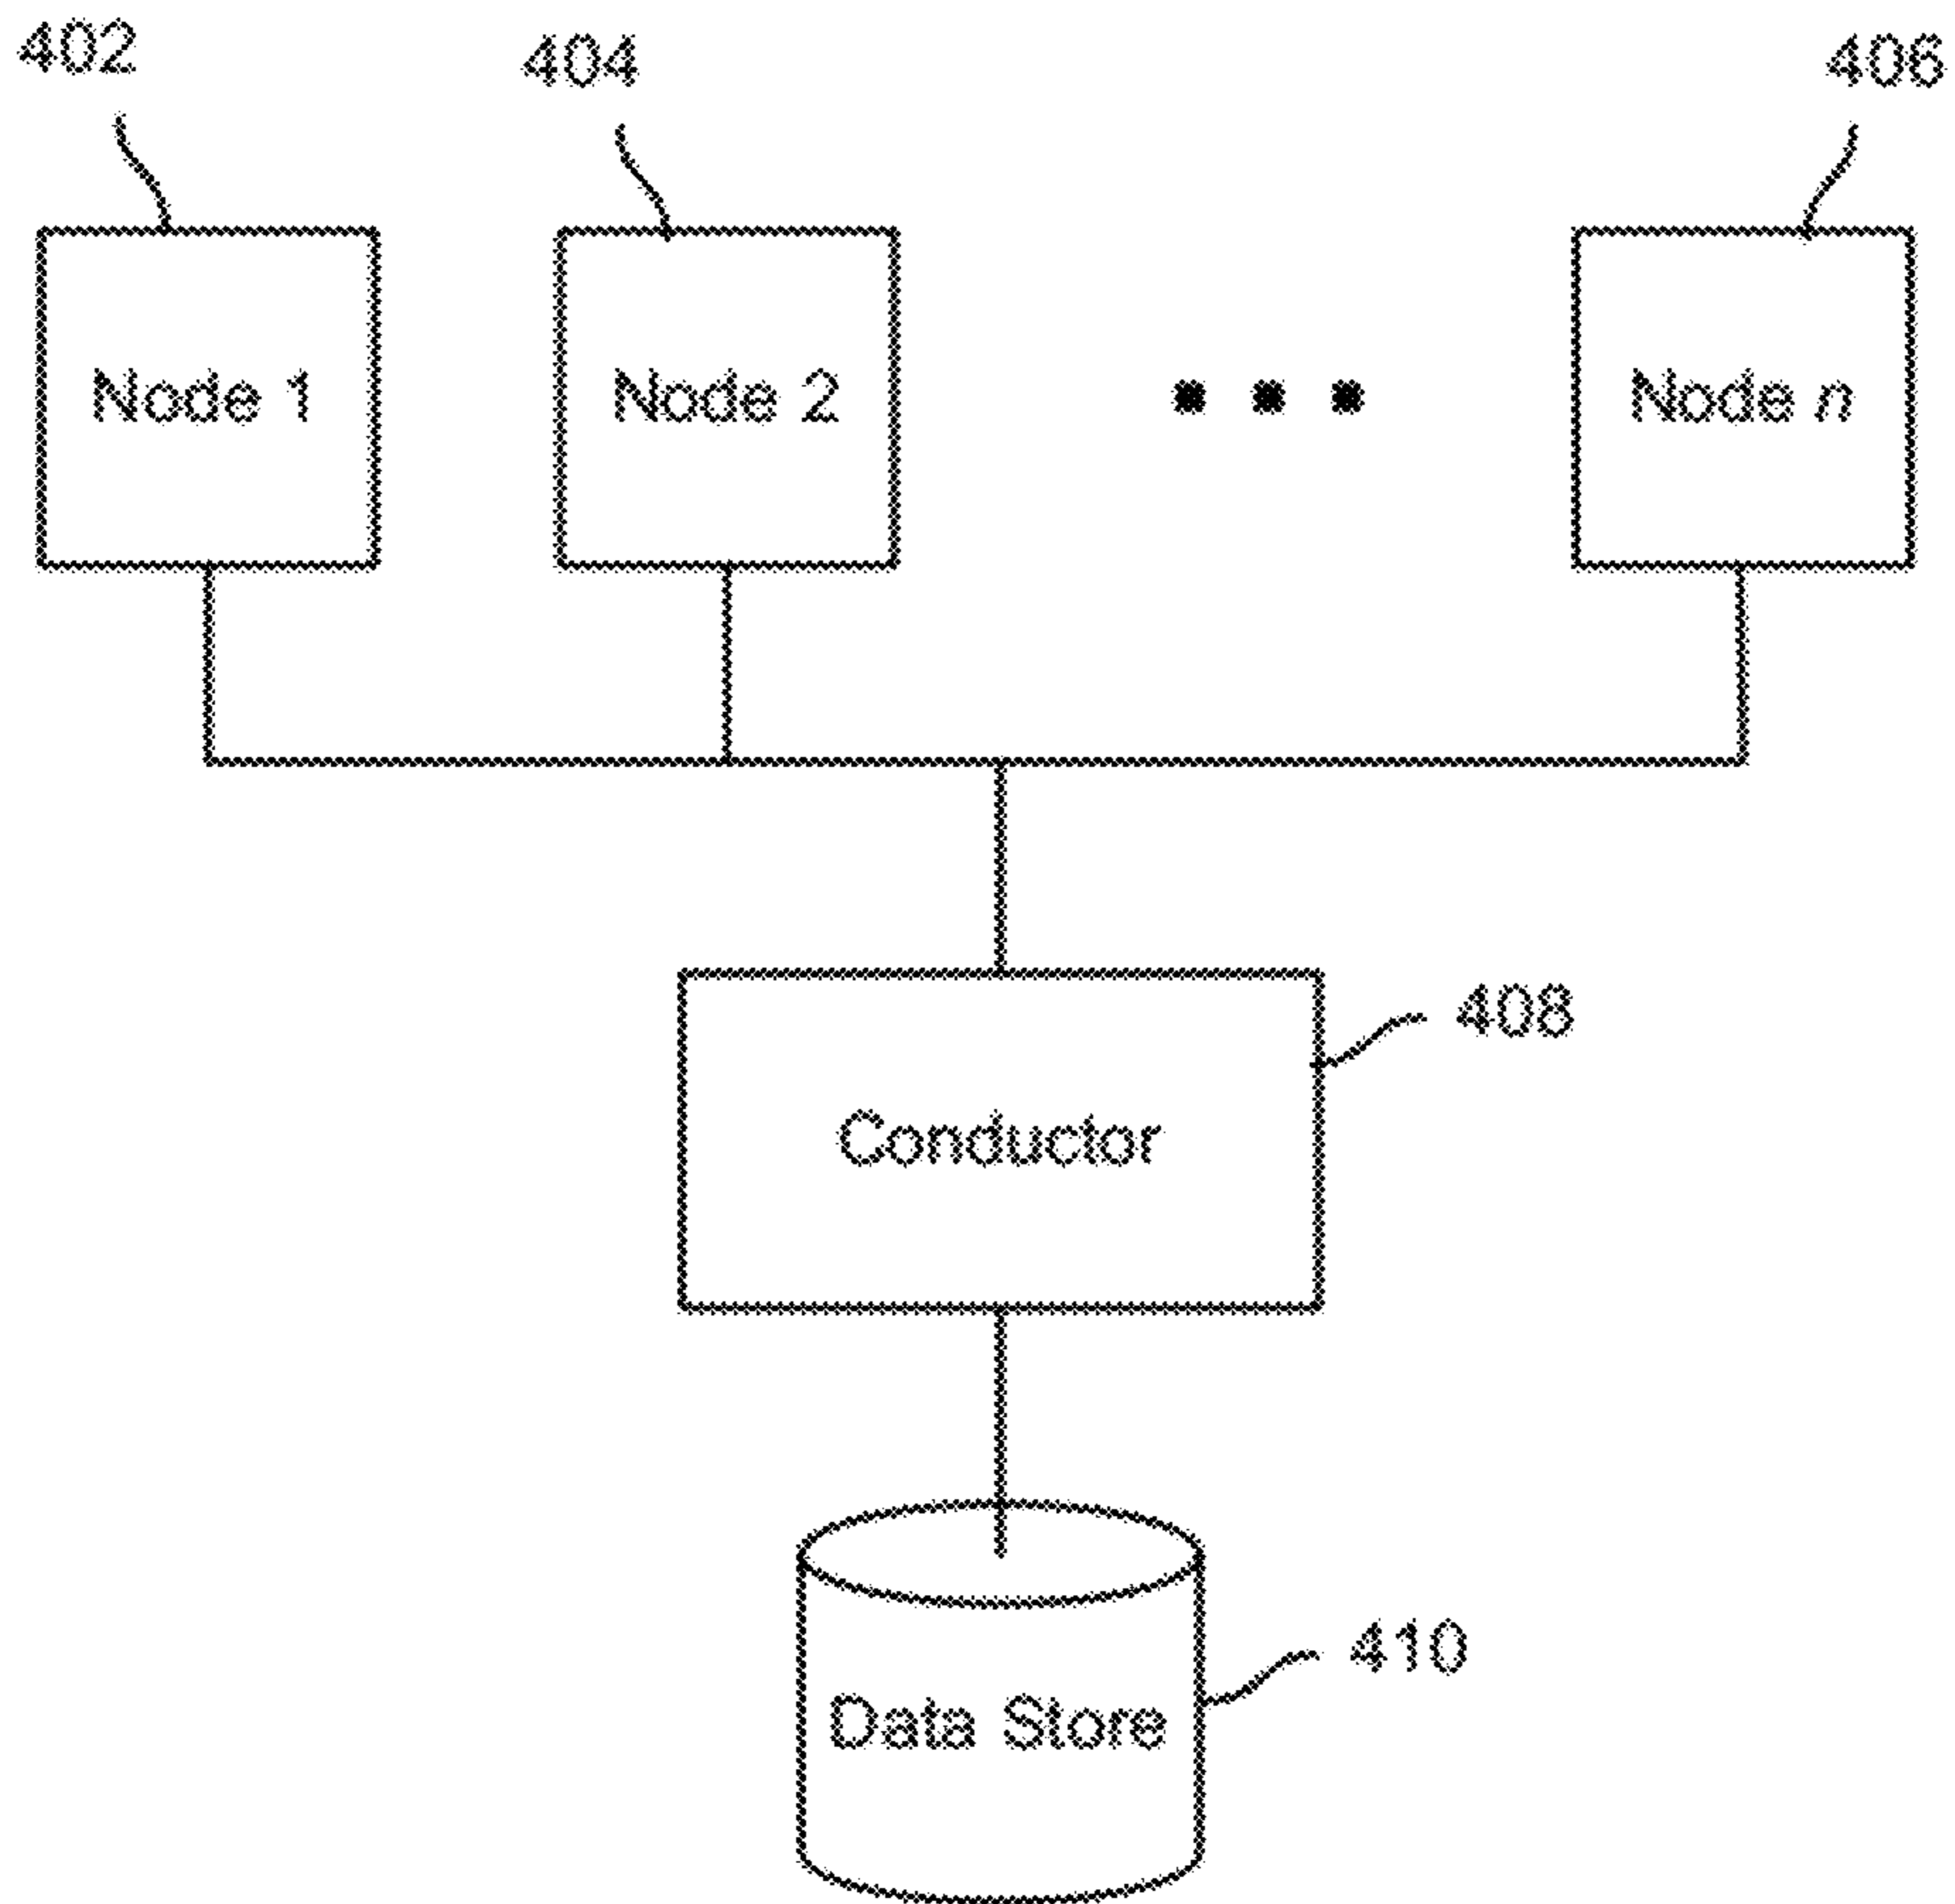 402
404
406
Node 1
Node 2
Node n
408
Conductor
410
Data Store